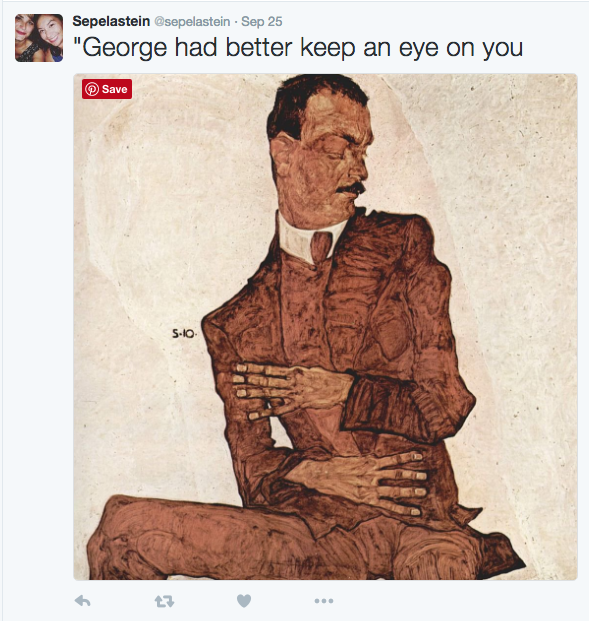 Sepelastein @sepelastein · Sep 25
"George had better keep an eye on you
Save
S·10·